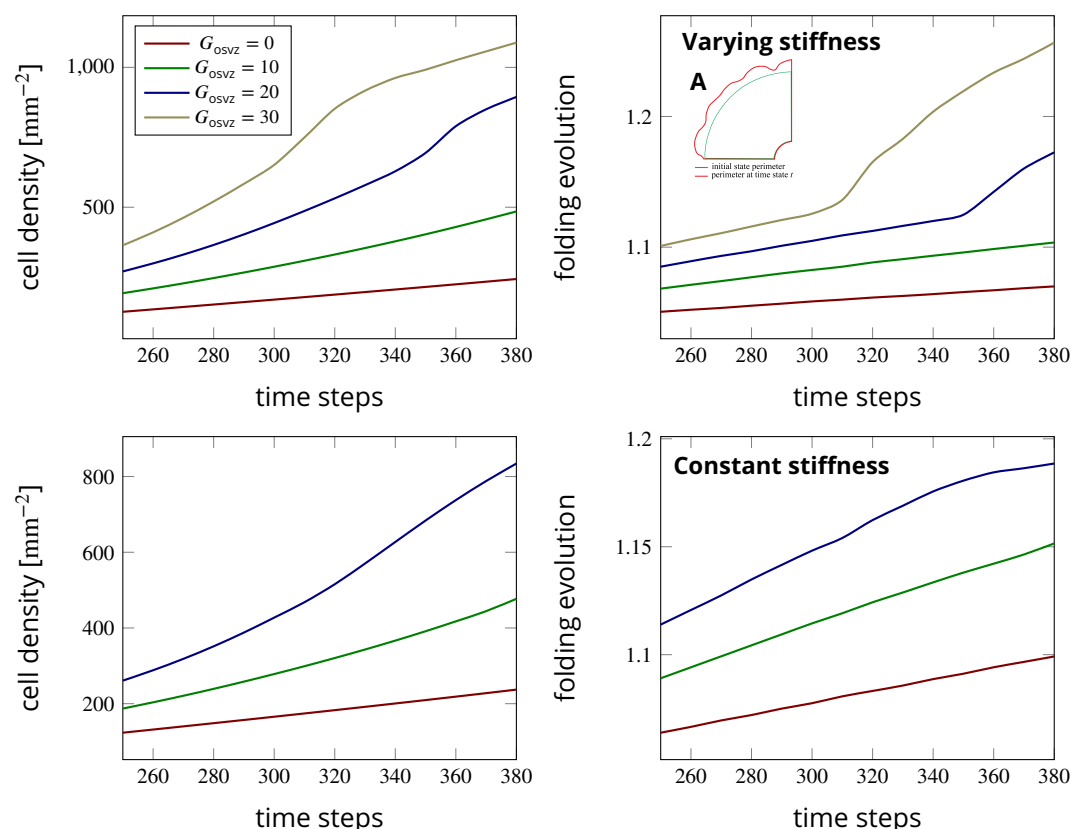 cell density [mm⁻²]
1,000
500
G_osvz = 0
G_osvz = 10
G_osvz = 20
G_osvz = 30
260 280 300 320 340 360 380
time steps
folding evolution
1.2
1.1
Varying stiffness
A
initial state perimeter
perimeter at time state t
260 280 300 320 340 360 380
time steps
cell density [mm⁻²]
800
600
400
200
260 280 300 320 340 360 380
time steps
folding evolution
1.2
1.15
1.1
Constant stiffness
260 280 300 320 340 360 380
time steps